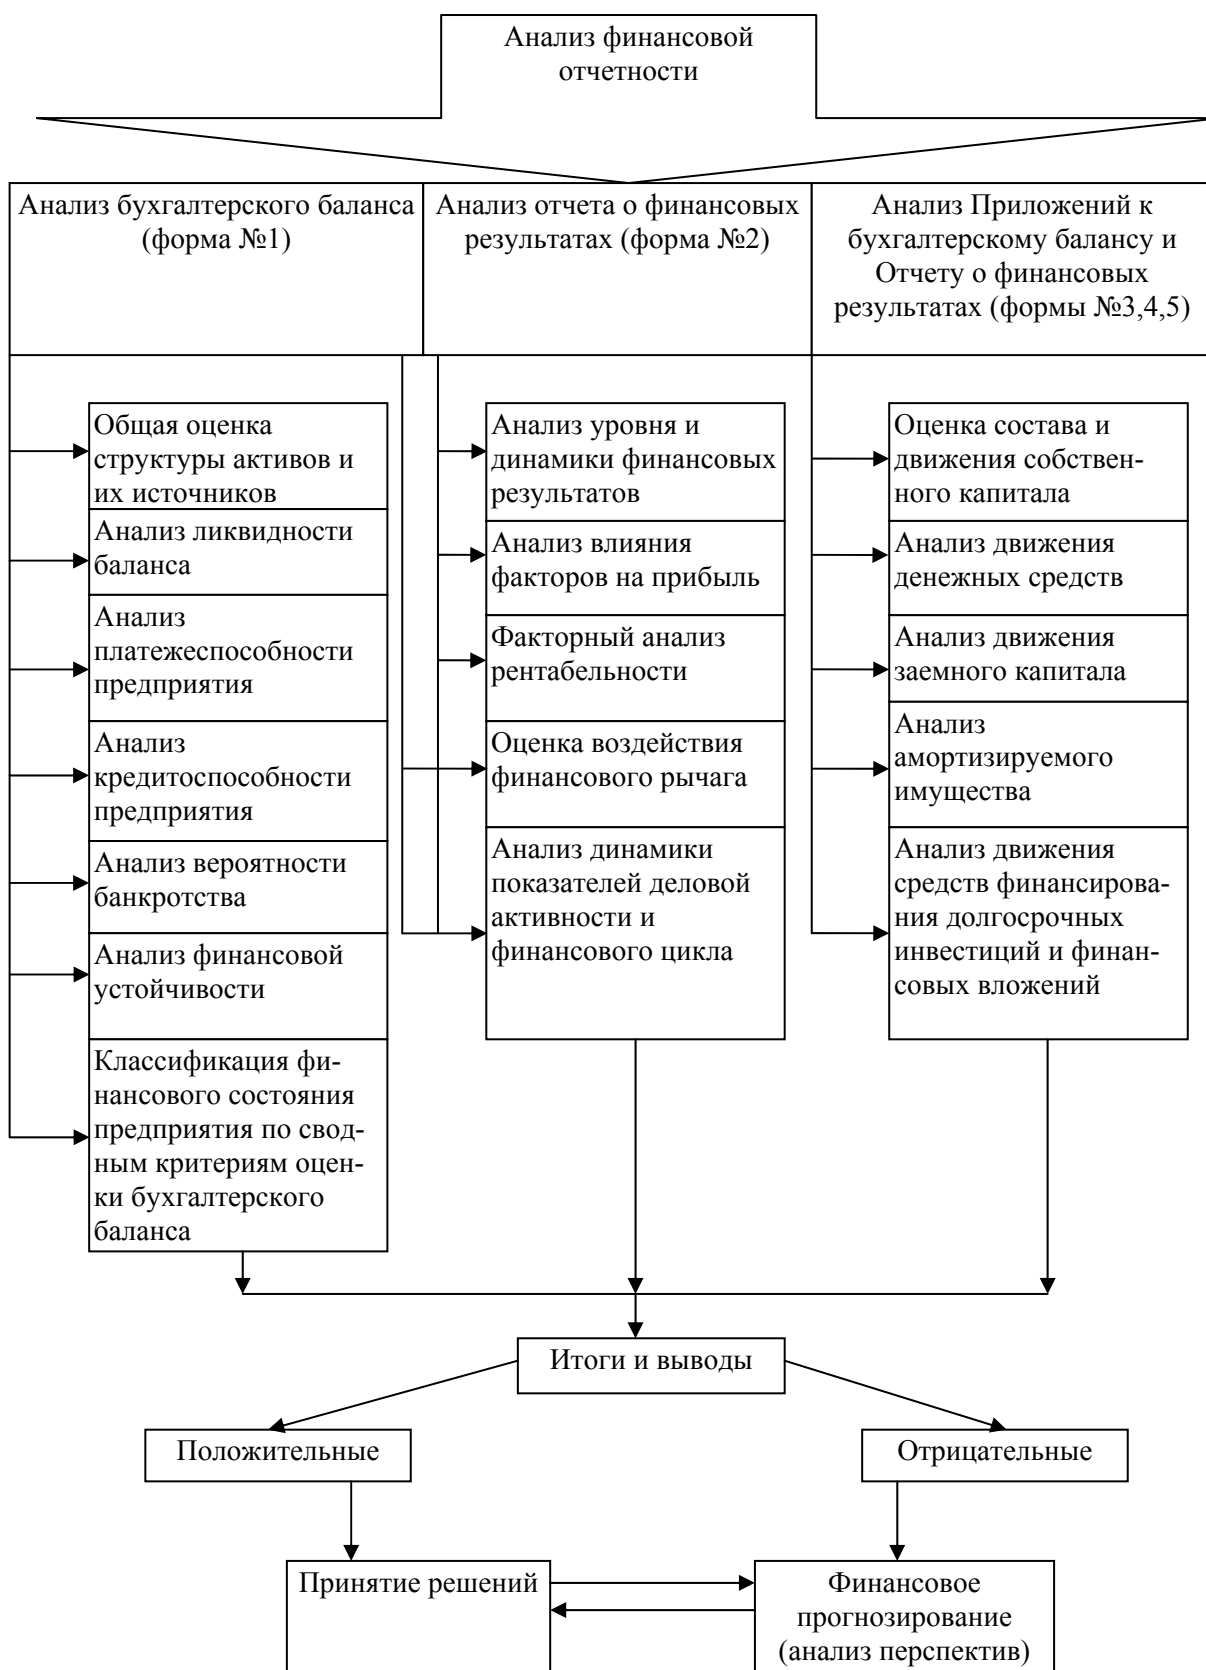 Анализ финансовой
отчетности
Анализ бухгалтерского баланса
(форма №1)
Анализ отчета о финансовых
результатах (форма №2)
Анализ Приложений к
бухгалтерскому балансу и
Отчету о финансовых
результатах (формы №3,4,5)
Общая оценка
структуры активов и
их источников
Анализ ликвидности
баланса
Анализ
платежеспособности
предприятия
Анализ
кредитоспособности
предприятия
Анализ вероятности
банкротства
Анализ финансовой
устойчивости
Классификация фи-
нансового состояния
предприятия по свод-
ным критериям оцен-
ки бухгалтерского
баланса
Анализ уровня и
динамики финансовых
результатов
Анализ влияния
факторов на прибыль
Факторный анализ
рентабельности
Оценка воздействия
финансового рычага
Анализ динамики
показателей деловой
активности и
финансового цикла
Оценка состава и
движения собствен-
ного капитала
Анализ движения
денежных средств
Анализ движения
заемного капитала
Анализ
амортизируемого
имущества
Анализ движения
средств финансирова-
ния долгосрочных
инвестиций и финан-
совых вложений
Итоги и выводы
Положительные
Отрицательные
Принятие решений
Финансовое
прогнозирование
(анализ перспектив)